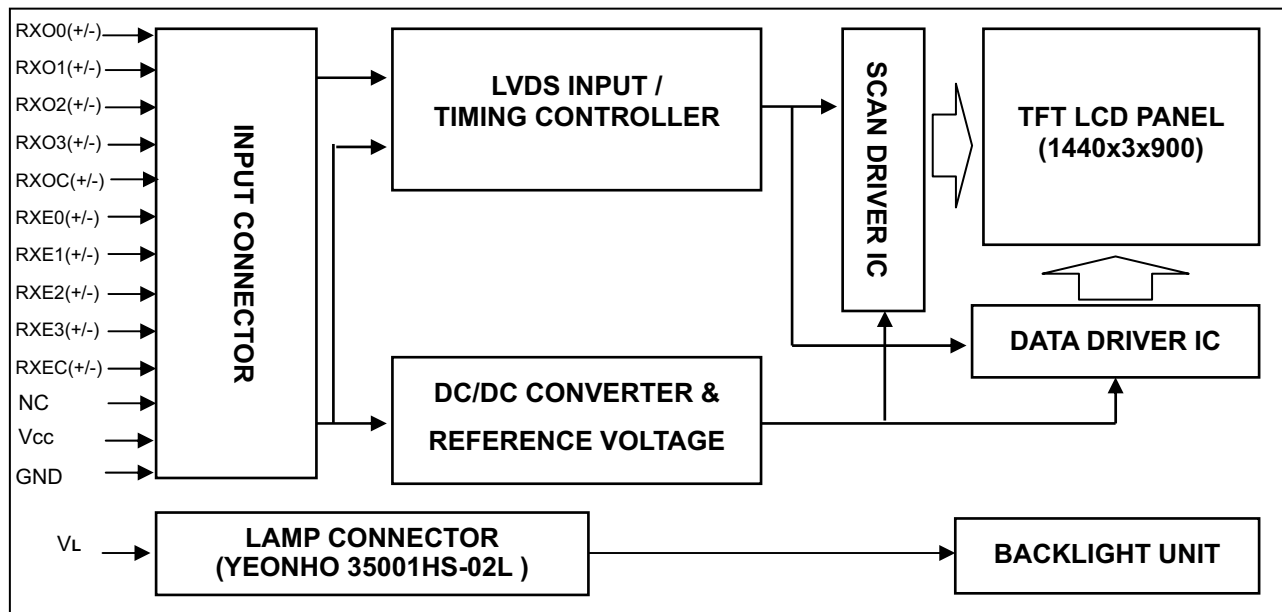 RXO0(+/-)
RXO1(+/-)
RXO2(+/-)
RXO3(+/-)
RXOC(+/-)
RXE0(+/-)
RXE1(+/-)
RXE2(+/-)
RXE3(+/-)
RXEC(+/-)
NC
Vcc
GND
VL
INPUT CONNECTOR
LVDS INPUT /
TIMING CONTROLLER
DC/DC CONVERTER &
REFERENCE VOLTAGE
SCAN DRIVER IC
TFT LCD PANEL
(1440x3x900)
DATA DRIVER IC
LAMP CONNECTOR
(YEONHO 35001HS-02L )
BACKLIGHT UNIT